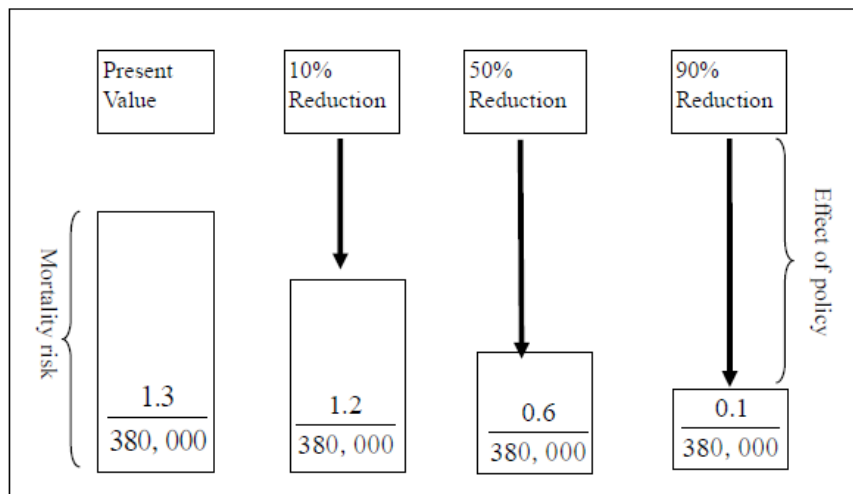 Present
Value
10%
Reduction
50%
Reduction
90%
Reduction
Mortality risk
1.3
380, 000
1.2
380, 000
0.6
380, 000
0.1
380, 000
Effect of policy